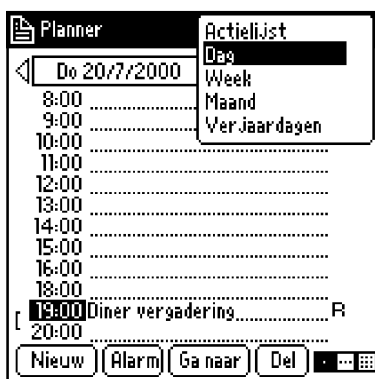 Planner
Actielijst
Dag
Week
Maand
Verjaardagen
Do 20/7/2000
8:00
9:00
10:00
11:00
12:00
13:00
14:00
15:00
16:00
18:00
19:00 Diner vergadering R
20:00
Nieuw Alarm Ga naar Del